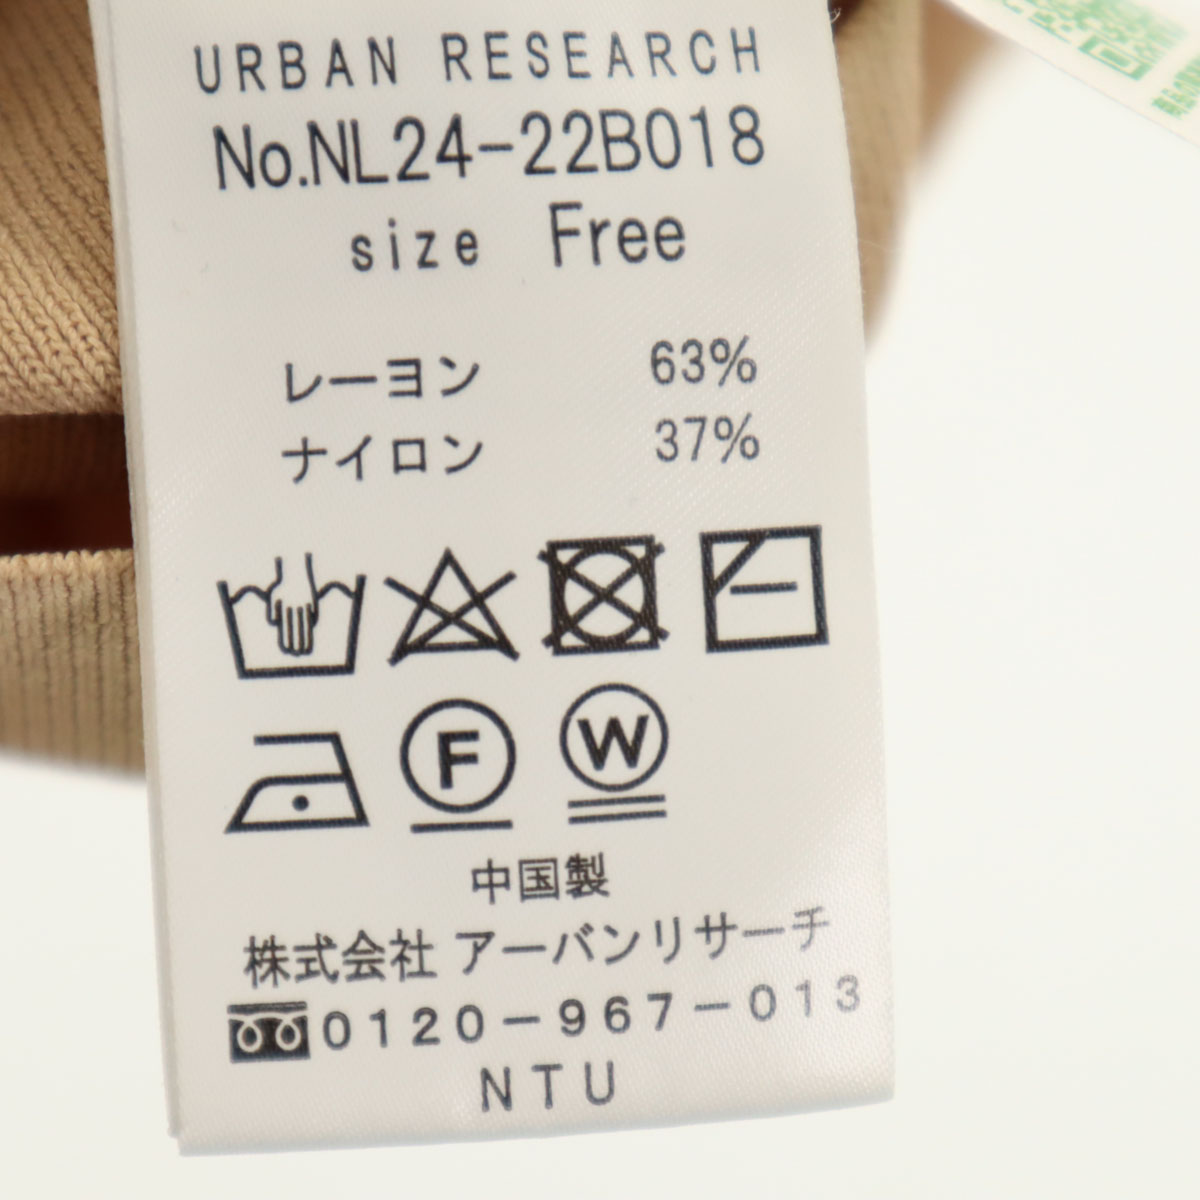 URBAN RESEARCH
No.NL24-22B018
size Free
レーヨン 63%
ナイロン 37%
F W
中国製
株式会社 アーバンリサーチ
0120-967-013
NTU